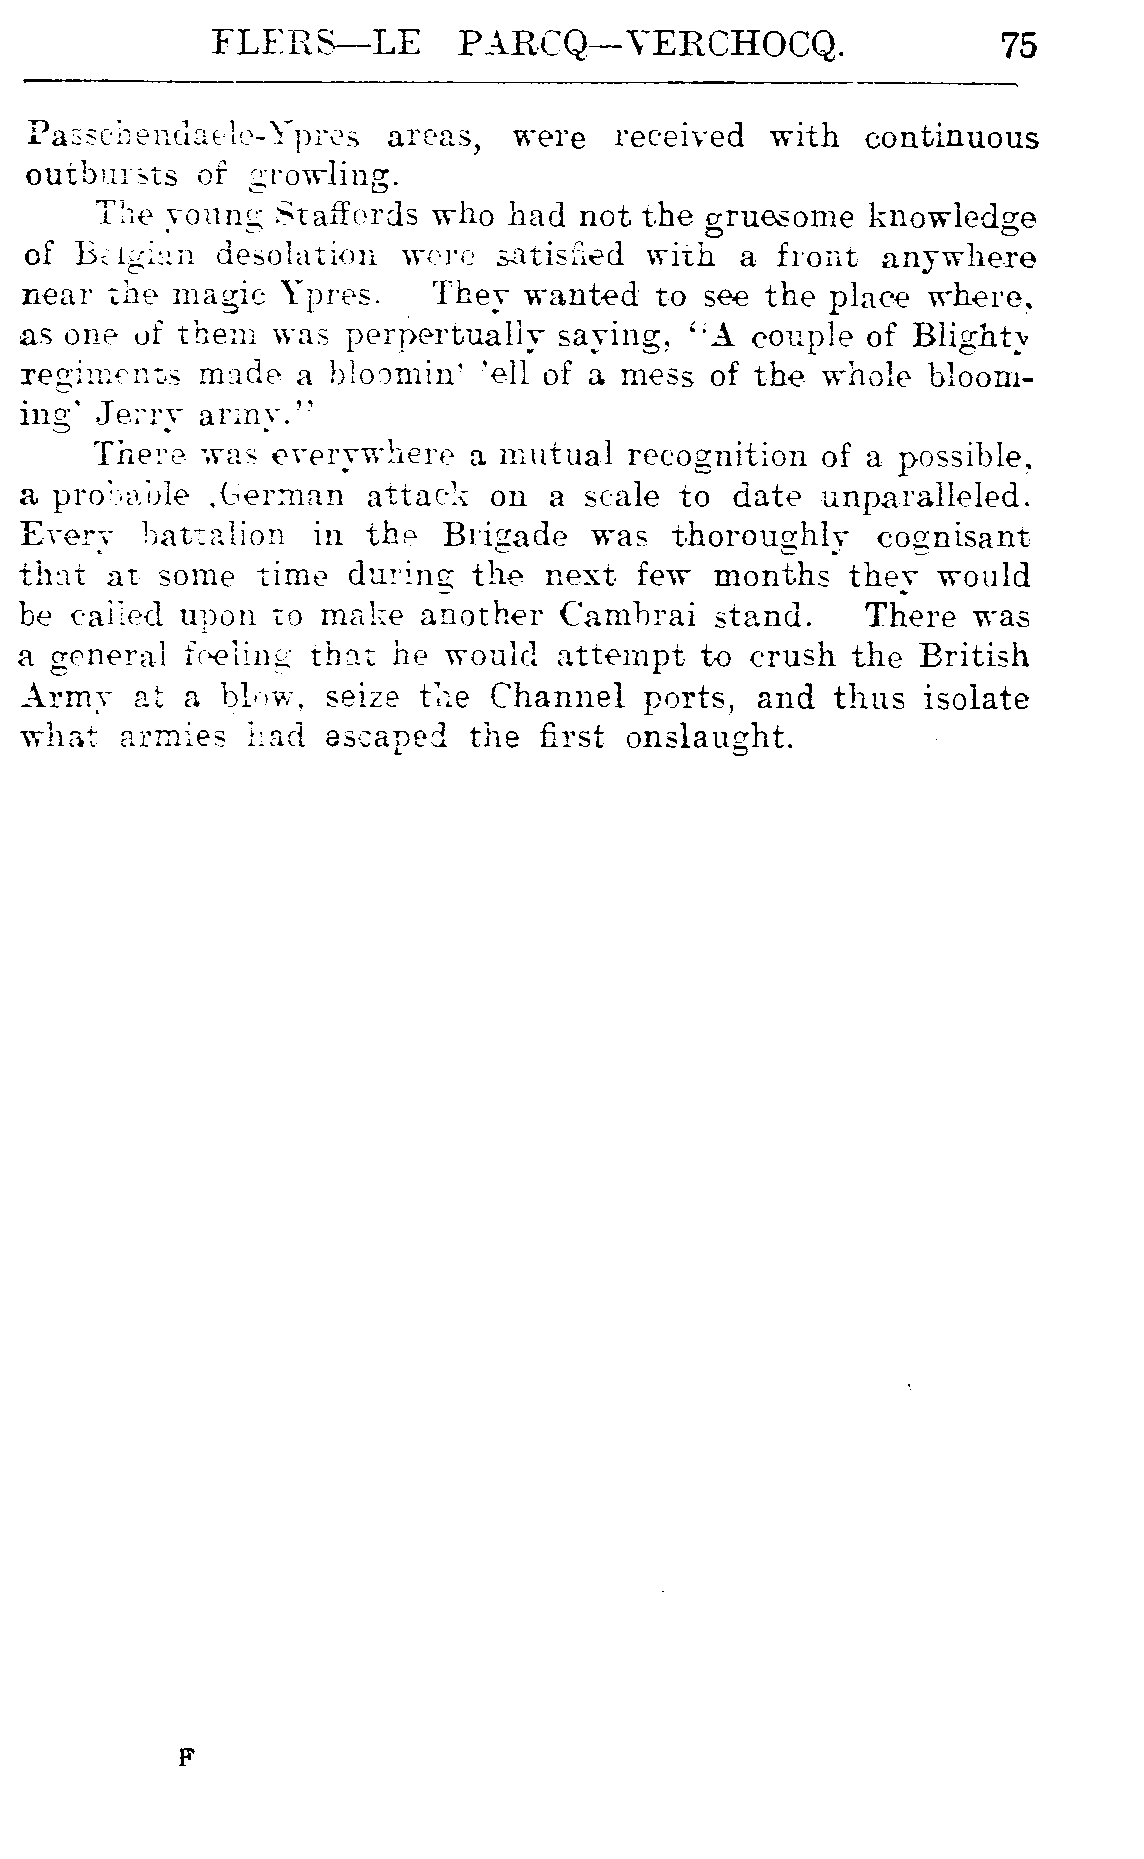 FLERS—LE PARCQ—VERCHOCQ. 75
Passchendaele-Ypres areas, were received with continuous
outbursts of growling.
The young Staffords who had not the gruesome knowledge
of Belgian desolation were satisfied with a front anywhere
near the magic Ypres. They wanted to see the place where,
as one of them was perpertually saying, "A couple of Blighty
regiments made a bloomin' 'ell of a mess of the whole bloom-
ing' Jerry army."
There was everywhere a mutual recognition of a possible,
a probable German attack on a scale to date unparalleled.
Every battalion in the Brigade was thoroughly cognisant
that at some time during the next few months they would
be called upon to make another Cambrai stand. There was
a general feeling that he would attempt to crush the British
Army at a blow, seize the Channel ports, and thus isolate
what armies had escaped the first onslaught.
F